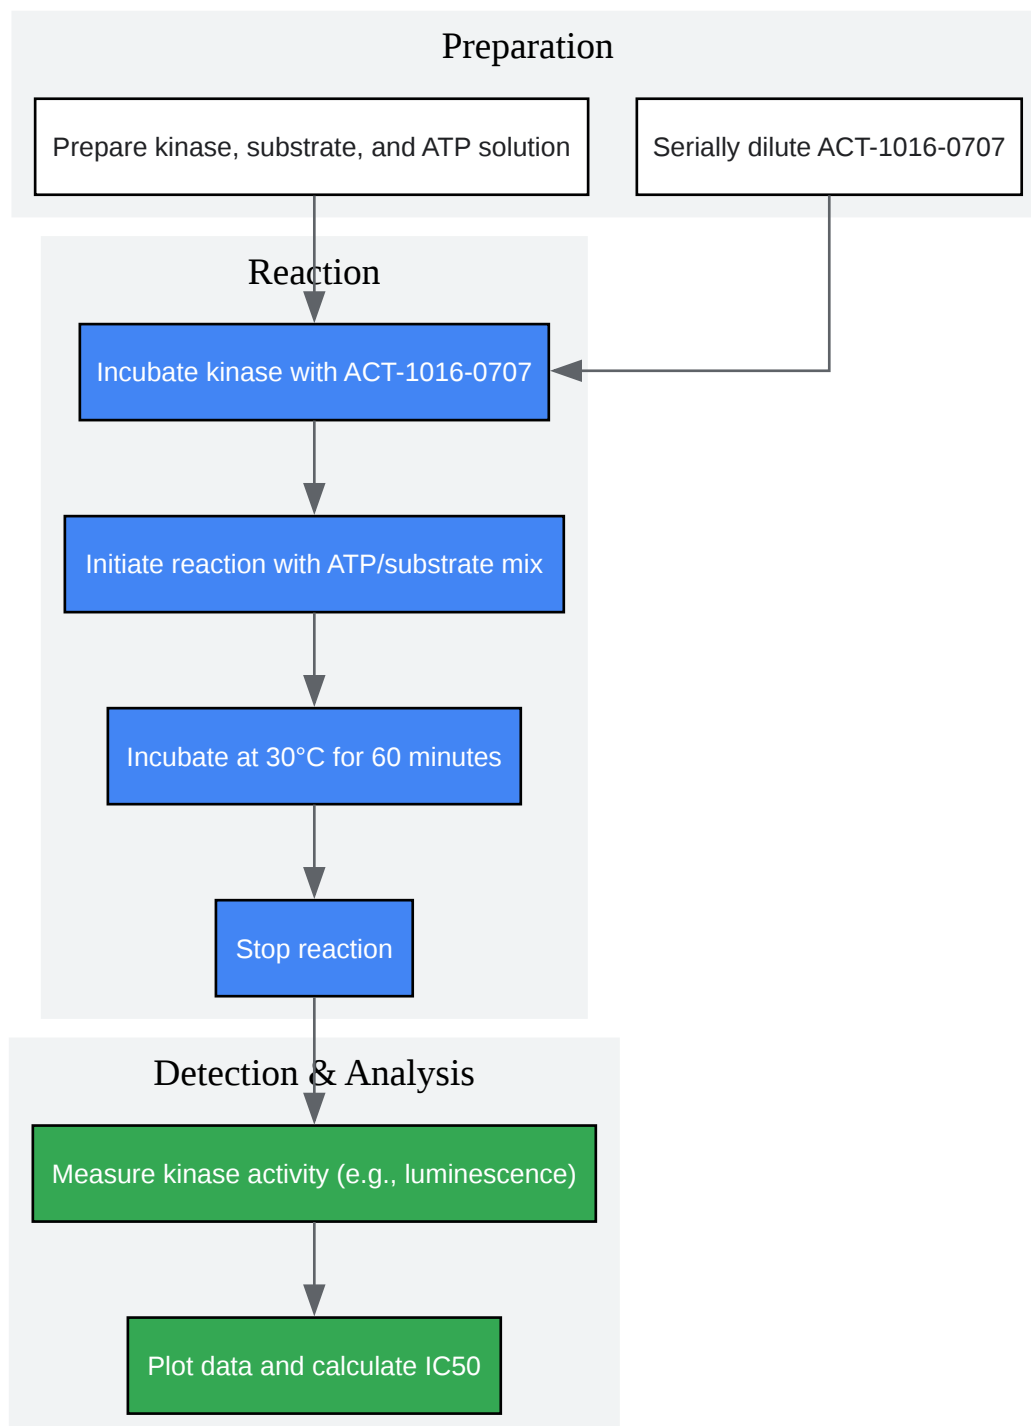 Preparation
Prepare kinase, substrate, and ATP solution
Serially dilute ACT-1016-0707
Reaction
Incubate kinase with ACT-1016-0707
Initiate reaction with ATP/substrate mix
Incubate at 30°C for 60 minutes
Stop reaction
Detection & Analysis
Measure kinase activity (e.g., luminescence)
Plot data and calculate IC50